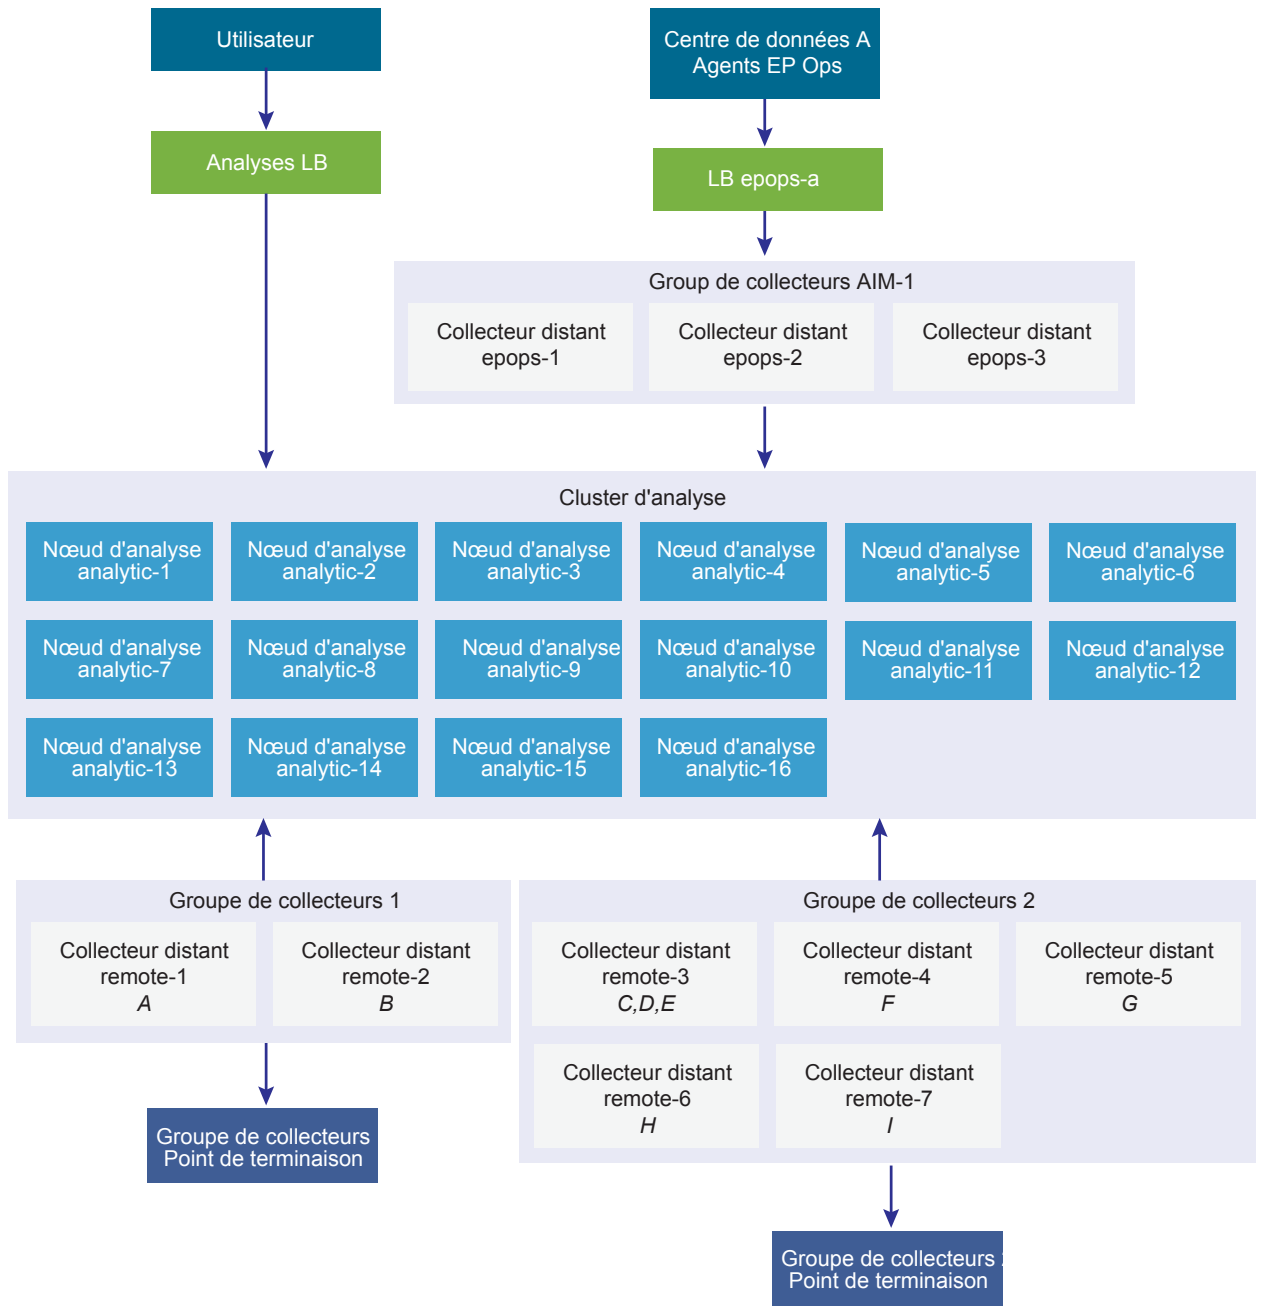 Utilisateur
Centre de données A
Agents EP Ops
Analyses LB
LB epops-a
Group de collecteurs AIM-1
Collecteur distant
epops-1
Collecteur distant
epops-2
Collecteur distant
epops-3
Cluster d'analyse
Nœud d'analyse
analytic-1
Nœud d'analyse
analytic-2
Nœud d'analyse
analytic-3
Nœud d'analyse
analytic-4
Nœud d'analyse
analytic-5
Nœud d'analyse
analytic-6
Nœud d'analyse
analytic-7
Nœud d'analyse
analytic-8
Nœud d'analyse
analytic-9
Nœud d'analyse
analytic-10
Nœud d'analyse
analytic-11
Nœud d'analyse
analytic-12
Nœud d'analyse
analytic-13
Nœud d'analyse
analytic-14
Nœud d'analyse
analytic-15
Nœud d'analyse
analytic-16
Groupe de collecteurs 1
Collecteur distant
remote-1
A
Collecteur distant
remote-2
B
Groupe de collecteurs 2
Collecteur distant
remote-3
C,D,E
Collecteur distant
remote-4
F
Collecteur distant
remote-5
G
Collecteur distant
remote-6
H
Collecteur distant
remote-7
I
Groupe de collecteurs
Point de terminaison
Groupe de collecteurs
Point de terminaison